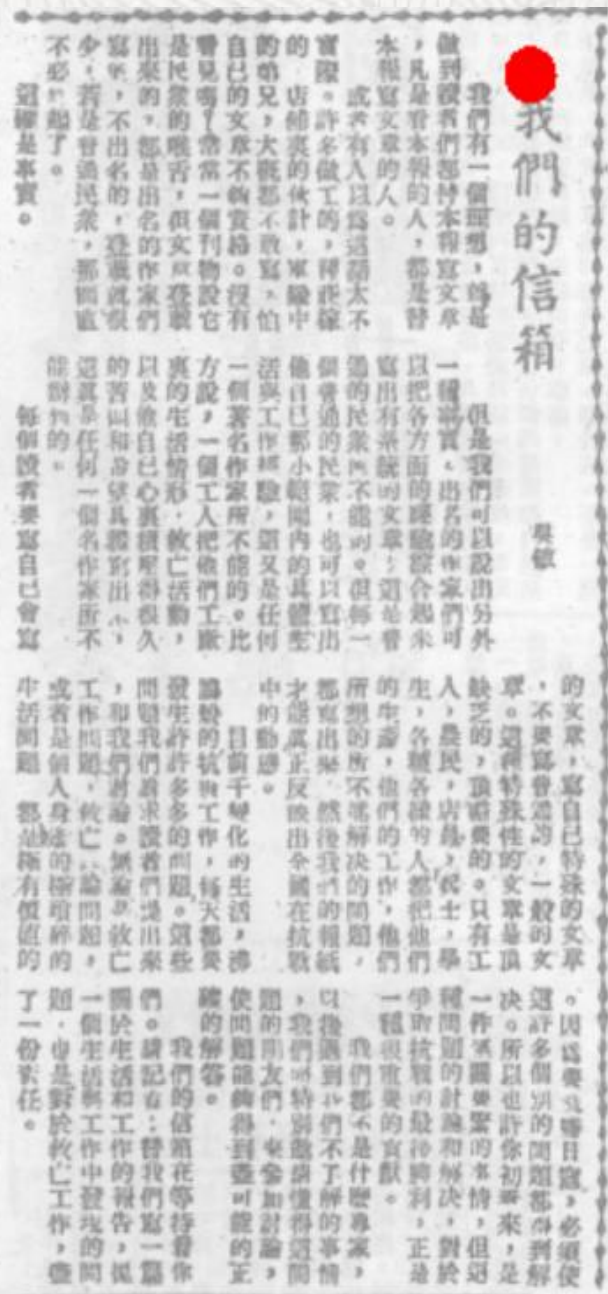 我們的信箱
我們有一個理想,就是
做到讀者們都替本報寫文章
,凡是看本報的人,都是替
本報寫文章的人。
或者有人以為這話太不
實際。許多做工的,種莊稼
的 店舖裏的伙計,軍隊中
的弟兄,大概都不敢寫,怕
自己的文章不夠資格。沒有
看見嗎?常常一個刊物說它
是民衆的喉舌,但文章登載
出來的,都是出名的作家們
寫的,不出名的,登載就很
少,若是普通民衆,那簡直
不必說起了。
這確是事實。
但是我們可以說出另外
一種事實,出名的作家們可
以把各方面的經驗綜合起來
寫出有系統的文章;這是普
通的民衆所不能的。但每一
個普通的民衆,也可以寫出
他自己那小範圍內的具體生
活與工作經驗,這又是任何
一個著名作家所不能的。比
方說,一個工人把他們工廠
裏的生活情形,救亡活動,
以及他自己心裏積壓得很久
的苦悶和希望具體寫出來,
這就是任何一個名作家所不
能辦到的。
每個讀者要寫自己會寫
的文章,寫自己特殊的文章
,不要寫普通的,一般的文
章。這種特殊性的文章是頂
缺乏的,頂需要的。只有工
人,農民,店員,兵士,學
生,各種各樣的人都把他們
的生活,他們的工作,他們
所想的所不能解決的問題,
都寫出來,然後我們的報紙
才能真正反映出全國在抗戰
中的動態。
目前千變化的生活,沸
騰般的抗戰工作,每天都要
發生許許多多的問題。這些
問題我們着求讀者們提出來
,和我們討論。無論是救亡
工作問題,救亡理論問題,
或者是個人身邊的極瑣碎的
生活問題 都是極有價值的
。因為要戰勝日寇,必須使
這許多個別的問題都得到解
決。所以也許你初看來,是
一件不關要緊的事情,但這
種問題的討論和解決,對於
爭取抗戰的最後勝利,正是
一種很重要的貢獻。
我們都不是什麼專家,
以後遇到我們不了解的事情
,我們當特別邀請懂得這問
題的朋友們,來參加討論,
使問題能夠得到盡可能的正
確的解答。
我們的信箱在等待着你
們。請記着:替我們寫一篇
關於生活和工作的報告,提
一個生活與工作中發現的問
題,也是對於救亡工作,盡
了一份責任。